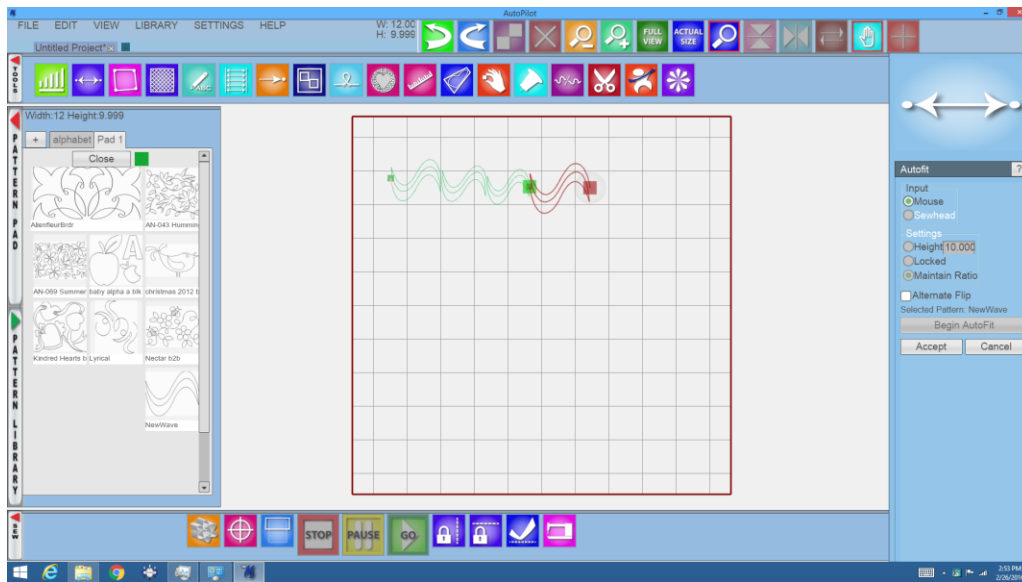 AutoPilot
FILE EDIT VIEW LIBRARY SETTINGS HELP
W: 12.00
H: 9.999
FULL VIEW
ACTUAL SIZE
Untitled Project*
TOOLS
ABC
Width:12 Height:9.999
+ alphabet Pad 1
Close
AlienfleurBrdr
AN-043 Hummin
AN-069 Summer
baby alpha a blk
christmas 2012 b
Kindred Hearts b
Lyrical
Nectar b2b
NewWave
PATTERN PAD
PATTERN LIBRARY
Autofit ?
Input
Mouse
Sewhead
Settings
Height 10.000
Locked
Maintain Ratio
Alternate Flip
Selected Pattern: NewWave
Begin AutoFit
Accept Cancel
SEW
STOP
PAUSE
GO
2:53 PM